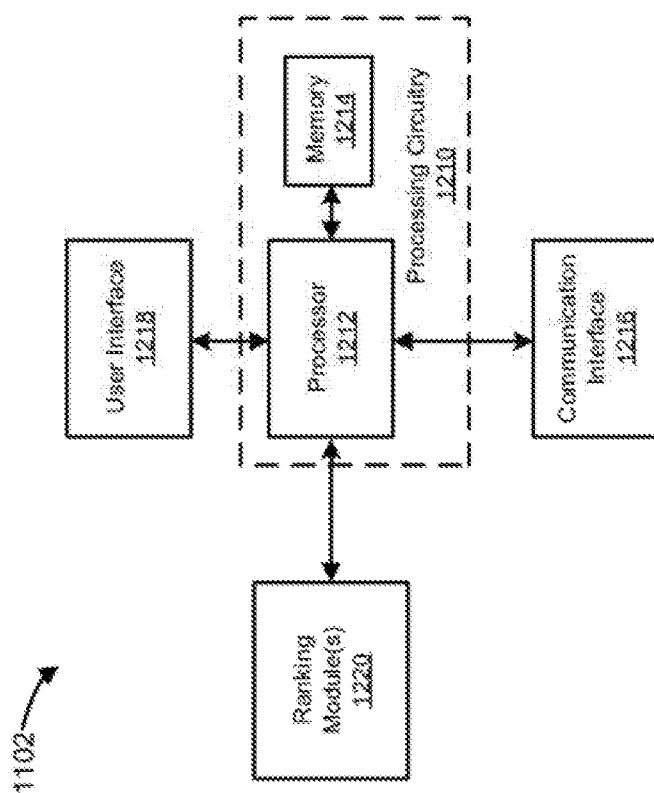 1102
User Interface
1218
Ranking
Module(s)
1220
Processor
1212
Memory
1214
Processing Circuitry
1210
Communication
Interface
1216